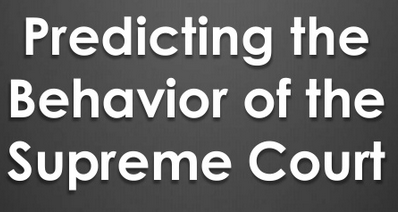 Predicting the
Behavior of the
Supreme Court